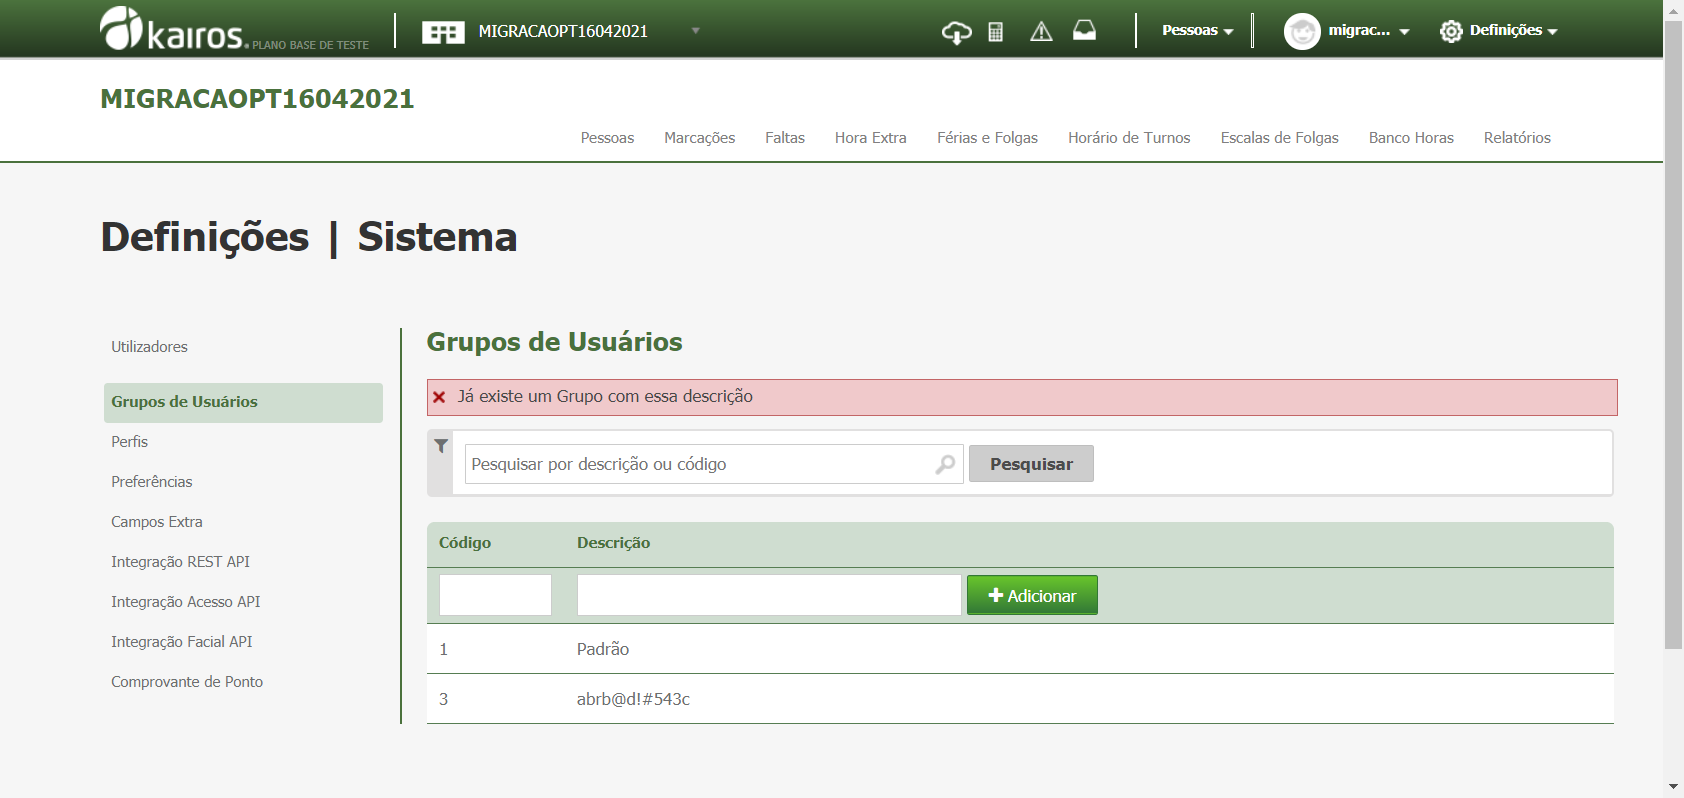 kairos. PLANO BASE DE TESTE
MIGRACAOPT16042021
Pessoas
migrac...
Definições
MIGRACAOPT16042021
Pessoas Marcações Faltas Hora Extra Férias e Folgas Horário de Turnos Escalas de Folgas Banco Horas Relatórios
Definições | Sistema
Utilizadores
Grupos de Usuários
Perfis
Preferências
Campos Extra
Integração REST API
Integração Acesso API
Integração Facial API
Comprovante de Ponto
Grupos de Usuários
Já existe um Grupo com essa descrição
Pesquisar por descrição ou código
Pesquisar
Código Descrição
Adicionar
1 Padrão
3 abrb@d!#543c